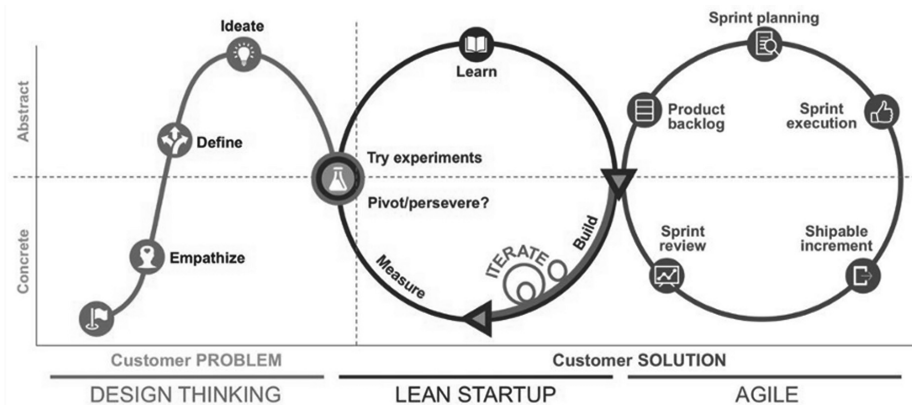 Abstract
Concrete
Ideate
Define
Empathize
Learn
Try experiments
Pivot/persevere?
Measure
ITERATE
Build
Sprint planning
Product
backlog
Sprint
execution
Sprint
review
Shipable
increment
Customer PROBLEM
Customer SOLUTION
DESIGN THINKING
LEAN STARTUP
AGILE